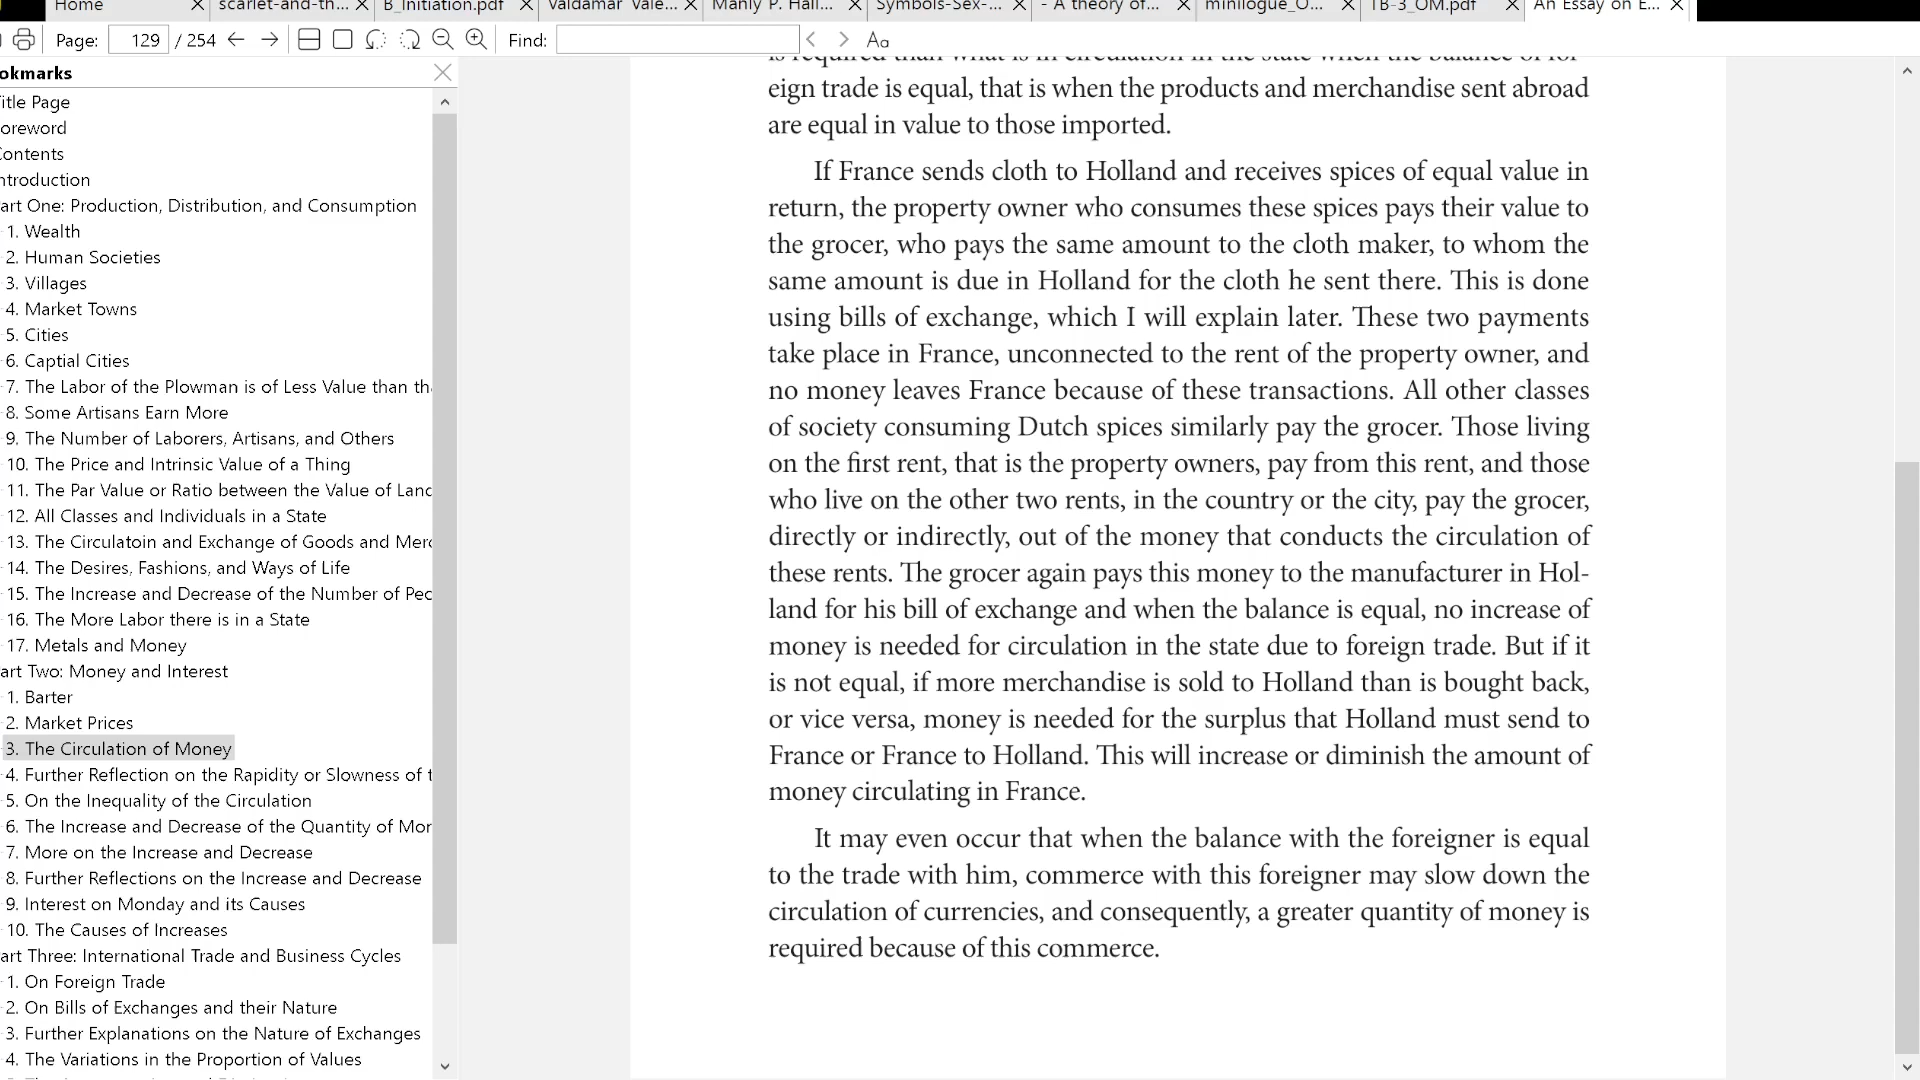 Home
scarlet-and-th...
B_Initiation.pdf
Valdamar Vale...
Manly P. Hall...
Symbols-Sex-...
- A theory of...
minilogue_O...
TB-3_OM.pdf
An Essay on E...
Page: 129 / 254
Find:
Aa
okmarks
itle Page
oreword
ontents
ntroduction
art One: Production, Distribution, and Consumption
1. Wealth
2. Human Societies
3. Villages
4. Market Towns
5. Cities
6. Captial Cities
7. The Labor of the Plowman is of Less Value than th
8. Some Artisans Earn More
9. The Number of Laborers, Artisans, and Others
10. The Price and Intrinsic Value of a Thing
11. The Par Value or Ratio between the Value of Lanc
12. All Classes and Individuals in a State
13. The Circulatoin and Exchange of Goods and Merc
14. The Desires, Fashions, and Ways of Life
15. The Increase and Decrease of the Number of Pec
16. The More Labor there is in a State
17. Metals and Money
art Two: Money and Interest
1. Barter
2. Market Prices
3. The Circulation of Money
4. Further Reflection on the Rapidity or Slowness of t
5. On the Inequality of the Circulation
6. The Increase and Decrease of the Quantity of Mor
7. More on the Increase and Decrease
8. Further Reflections on the Increase and Decrease
9. Interest on Monday and its Causes
10. The Causes of Increases
art Three: International Trade and Business Cycles
1. On Foreign Trade
2. On Bills of Exchanges and their Nature
3. Further Explanations on the Nature of Exchanges
4. The Variations in the Proportion of Values
is required than what is in circulation in the state when the balance of for-
eign trade is equal, that is when the products and merchandise sent abroad
are equal in value to those imported.
If France sends cloth to Holland and receives spices of equal value in
return, the property owner who consumes these spices pays their value to
the grocer, who pays the same amount to the cloth maker, to whom the
same amount is due in Holland for the cloth he sent there. This is done
using bills of exchange, which I will explain later. These two payments
take place in France, unconnected to the rent of the property owner, and
no money leaves France because of these transactions. All other classes
of society consuming Dutch spices similarly pay the grocer. Those living
on the first rent, that is the property owners, pay from this rent, and those
who live on the other two rents, in the country or the city, pay the grocer,
directly or indirectly, out of the money that conducts the circulation of
these rents. The grocer again pays this money to the manufacturer in Hol-
land for his bill of exchange and when the balance is equal, no increase of
money is needed for circulation in the state due to foreign trade. But if it
is not equal, if more merchandise is sold to Holland than is bought back,
or vice versa, money is needed for the surplus that Holland must send to
France or France to Holland. This will increase or diminish the amount of
money circulating in France.
It may even occur that when the balance with the foreigner is equal
to the trade with him, commerce with this foreigner may slow down the
circulation of currencies, and consequently, a greater quantity of money is
required because of this commerce.